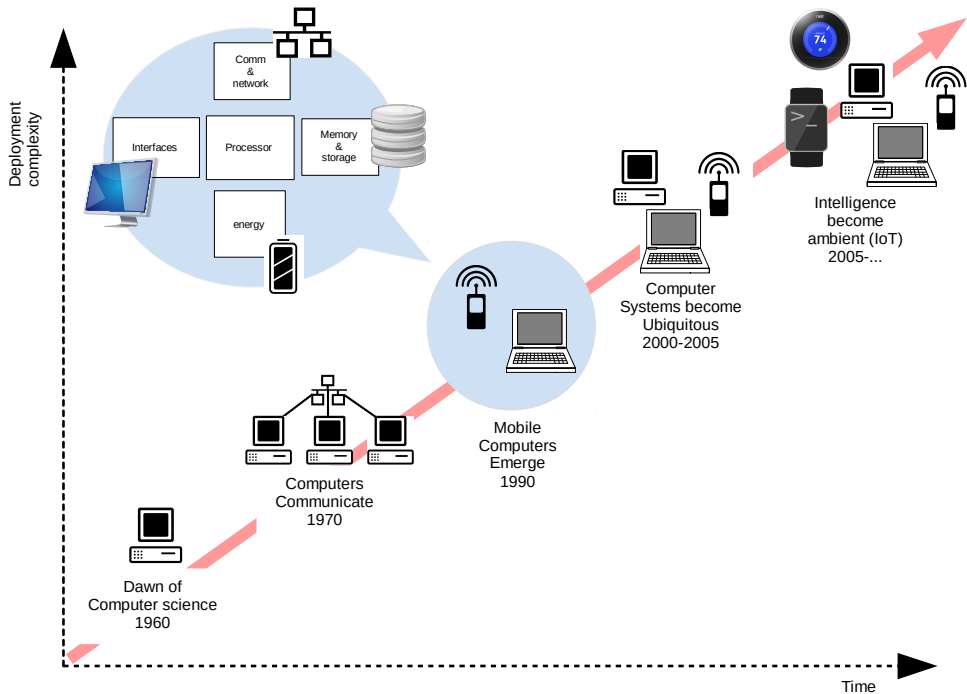 Deployment
complexity
Comm
&
network
Interfaces
Processor
Memory
&
storage
energy
nest
74
>_
Intelligence
become
ambient (IoT)
2005-...
Computer
Systems become
Ubiquitous
2000-2005
Mobile
Computers
Emerge
1990
Computers
Communicate
1970
Dawn of
Computer science
1960
Time